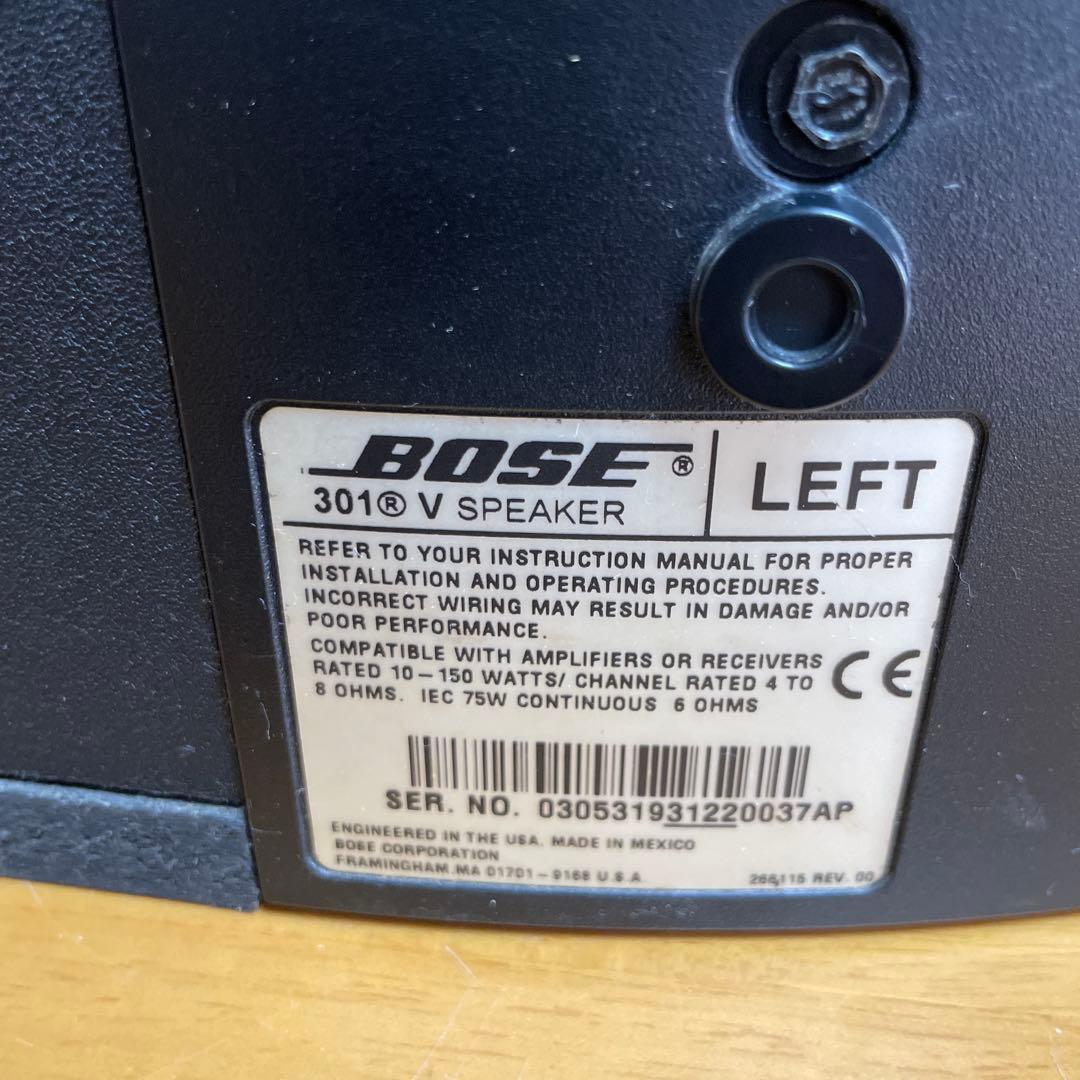 BOSE®
301® V SPEAKER
LEFT
REFER TO YOUR INSTRUCTION MANUAL FOR PROPER
INSTALLATION AND OPERATING PROCEDURES.
INCORRECT WIRING MAY RESULT IN DAMAGE AND/OR
POOR PERFORMANCE.
COMPATIBLE WITH AMPLIFIERS OR RECEIVERS
RATED 10-150 WATTS/ CHANNEL RATED 4 TO
8 OHMS. IEC 75W CONTINUOUS 6 OHMS
CE
SER. NO. 030531931220037AP
ENGINEERED IN THE USA. MADE IN MEXICO
BOSE CORPORATION
FRAMINGHAM,MA 01701-9168 U.S.A.
REV. 00